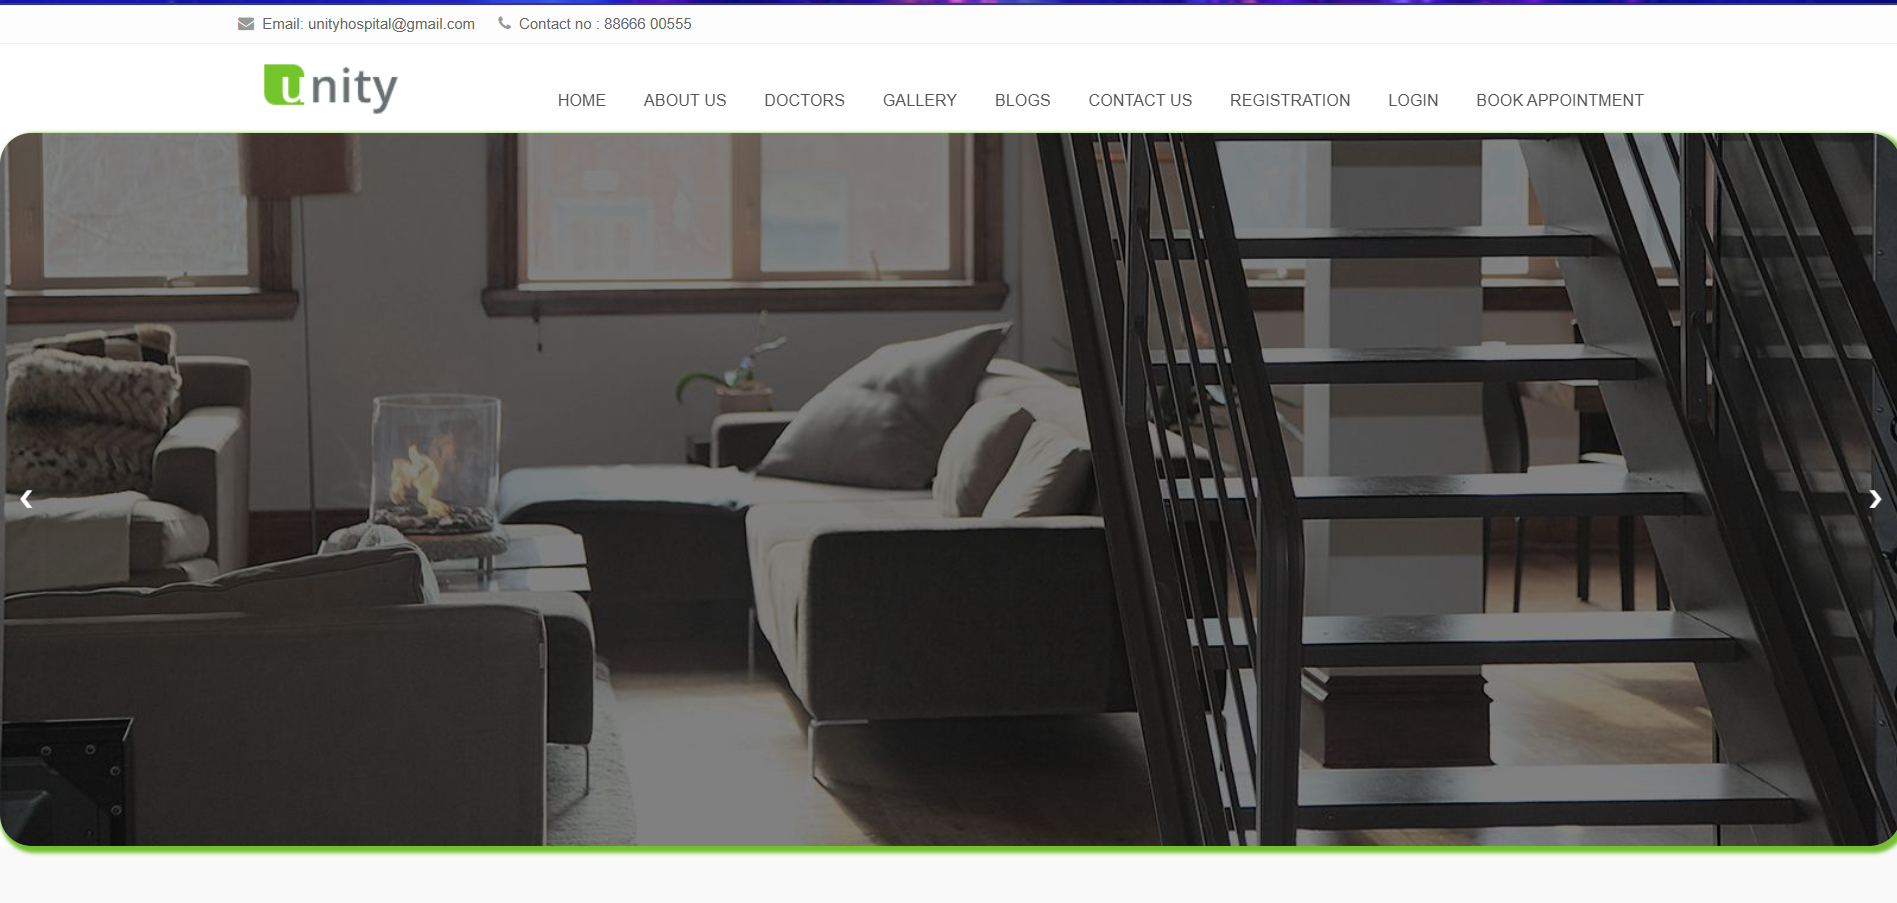 Email: unityhospital@gmail.com Contact no : 88666 00555
unity
HOME ABOUT US DOCTORS GALLERY BLOGS CONTACT US REGISTRATION LOGIN BOOK APPOINTMENT